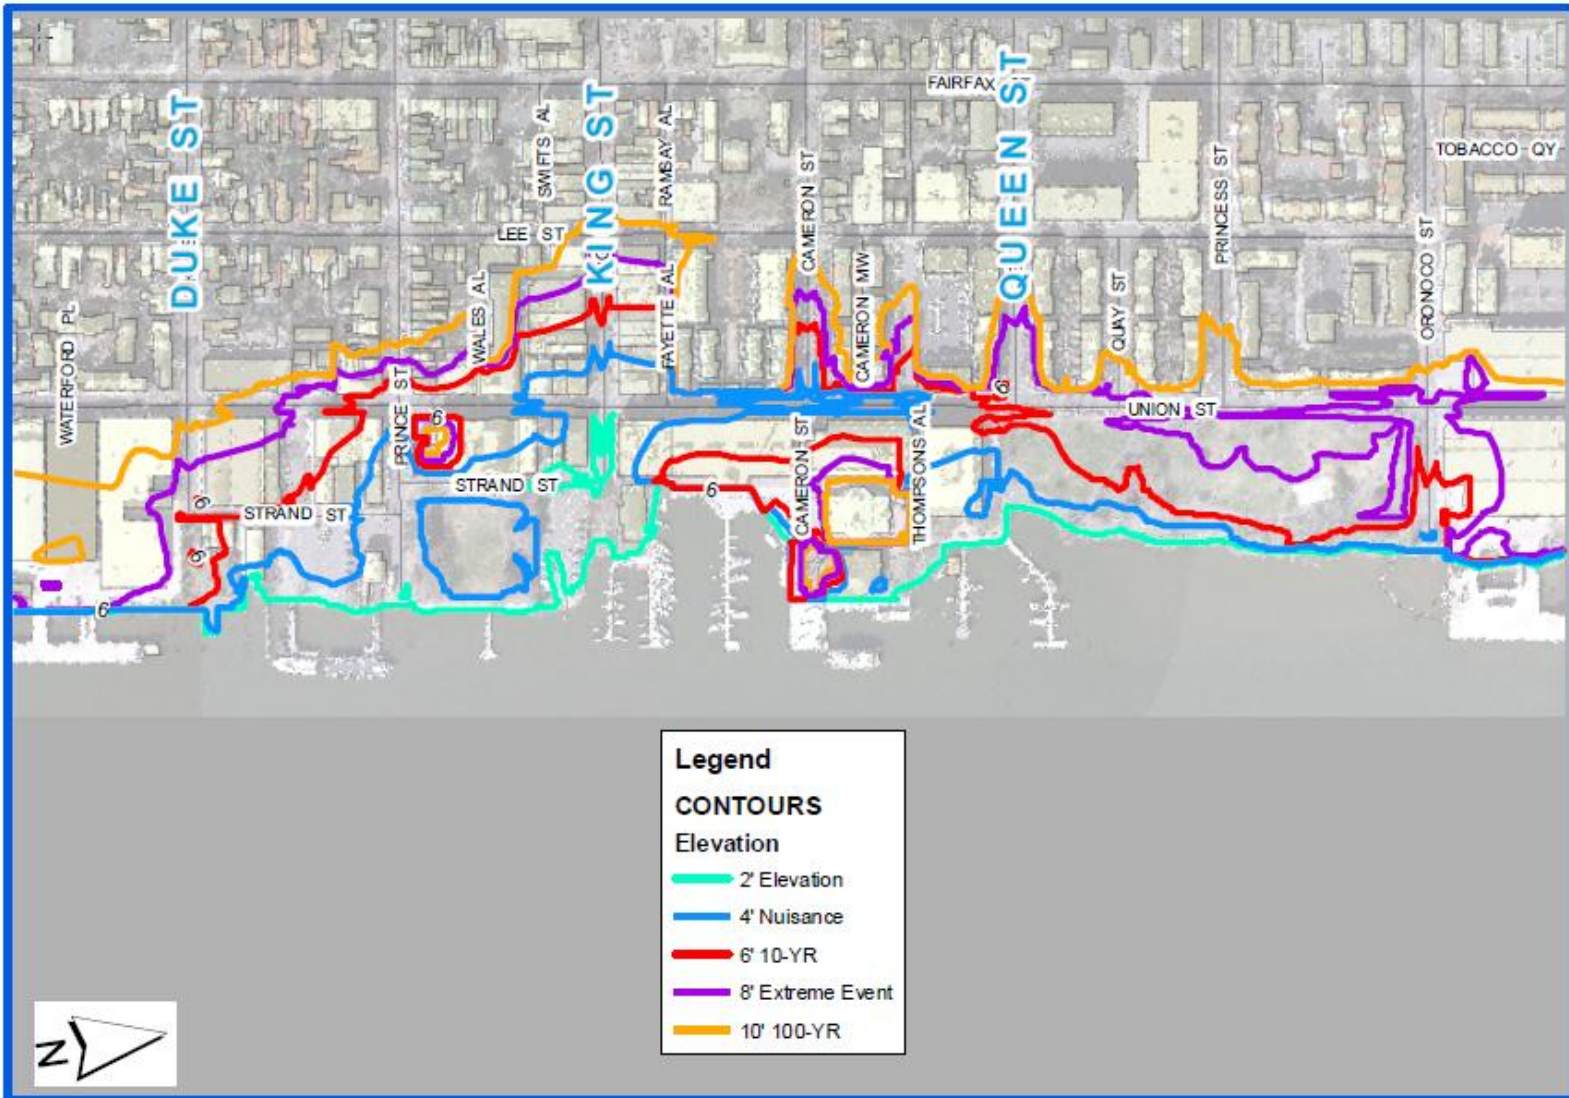 FAIRFAX
TOBACCO QY
DUKE ST
SWIFTS AL
KING ST
RAMSAY AL
CAMERON ST
QUEEN ST
PRINCESS ST
LEE ST
ORONOCO ST
WATERFORD PL
WALES AL
FAYETTE AL
CAMERON MW
QUAY ST
PRINCE ST
6
6
UNION ST
STRAND ST
6
CAMERON ST
THOMPSONS AL
6
STRAND ST
6
6
Legend
CONTOURS
Elevation
2' Elevation
4' Nuisance
6' 10-YR
8' Extreme Event
10' 100-YR
N